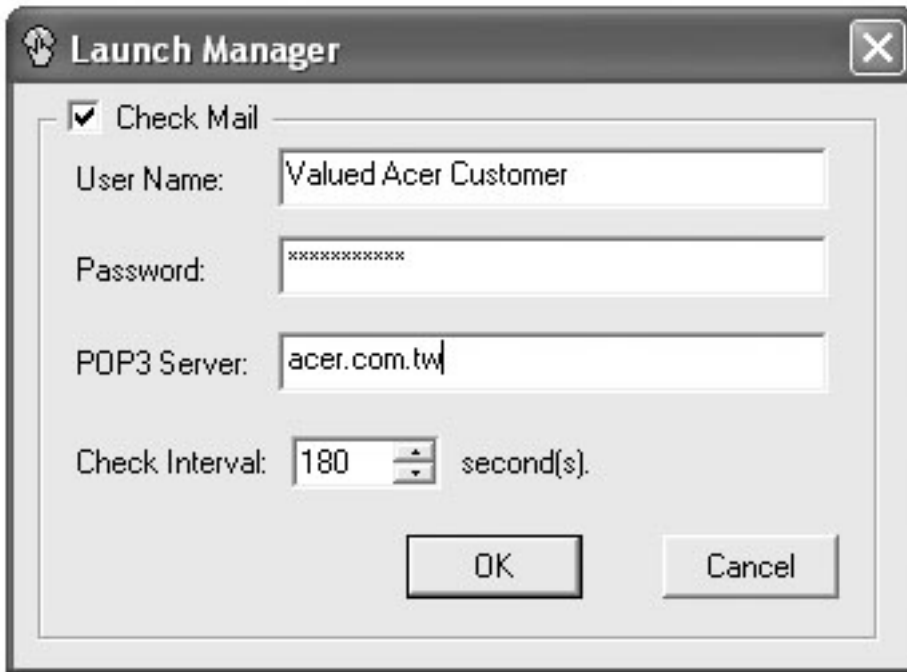 Launch Manager
Check Mail
User Name: Valued Acer Customer
Password: ***********
POP3 Server: acer.com.tw
Check Interval: 180 second(s).
OK Cancel